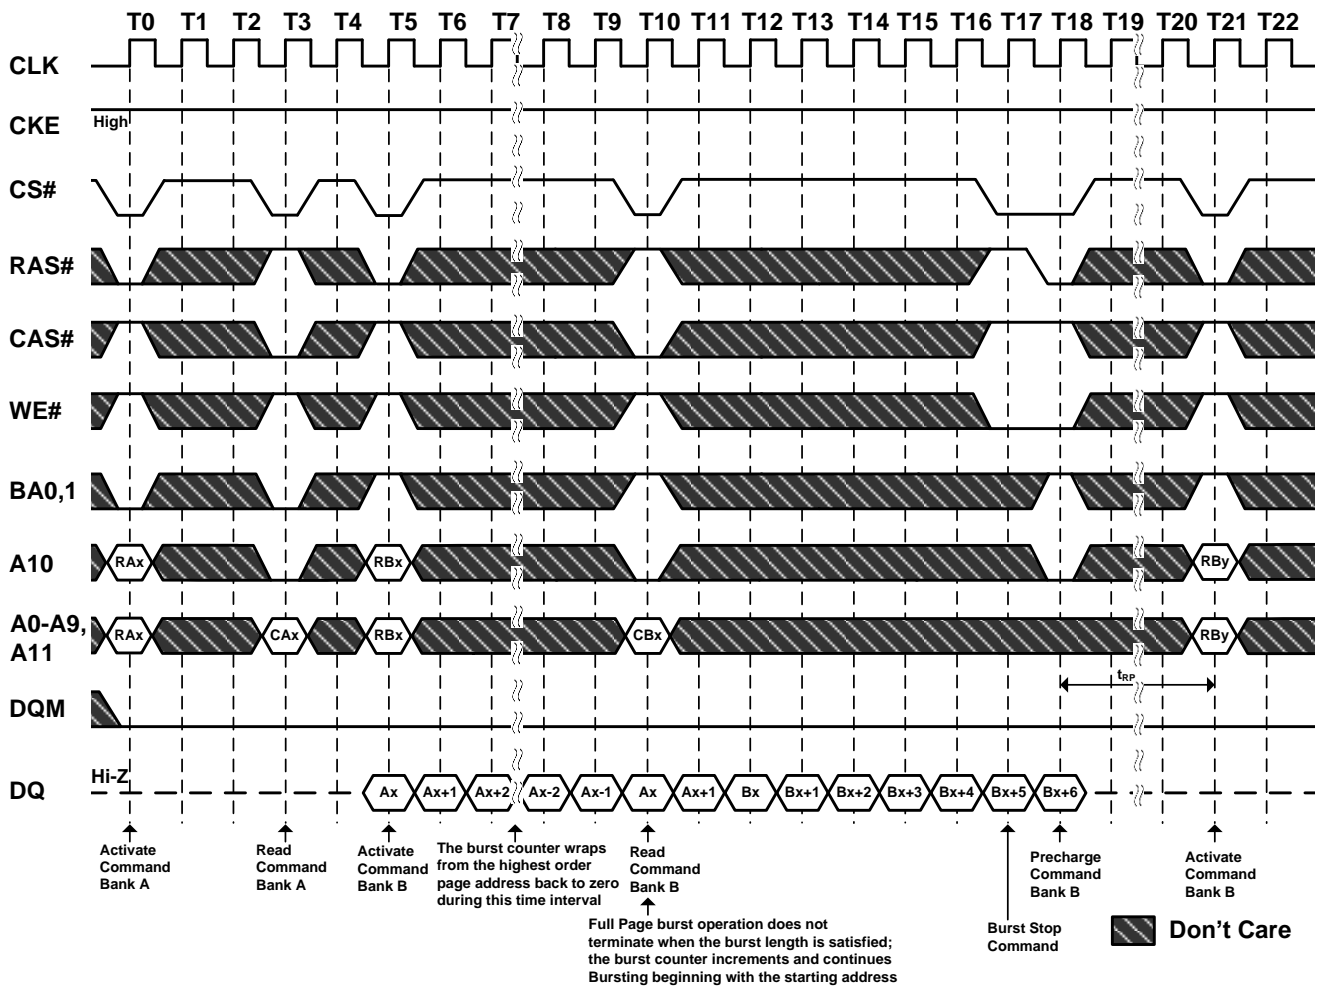 T0 T1 T2 T3 T4 T5 T6 T7 T8 T9 T10 T11 T12 T13 T14 T15 T16 T17 T18 T19 T20 T21 T22
CLK
CKE High
CS#
RAS#
CAS#
WE#
BA0,1
A10 RAx RBx RBy
A0-A9,
A11
RAx CAx RBx CBx RBy
tRP
DQM
Hi-Z
DQ Ax Ax+1 Ax+2 Ax-2 Ax-1 Ax Ax+1 Bx Bx+1 Bx+2 Bx+3 Bx+4 Bx+5 Bx+6
Activate
Command
Bank A
Read
Command
Bank A
Activate
Command
Bank B
The burst counter wraps
from the highest order
page address back to zero
during this time interval
Read
Command
Bank B
Full Page burst operation does not
terminate when the burst length is satisfied;
the burst counter increments and continues
Bursting beginning with the starting address
Burst Stop
Command
Precharge
Command
Bank B
Activate
Command
Bank B
Don't Care